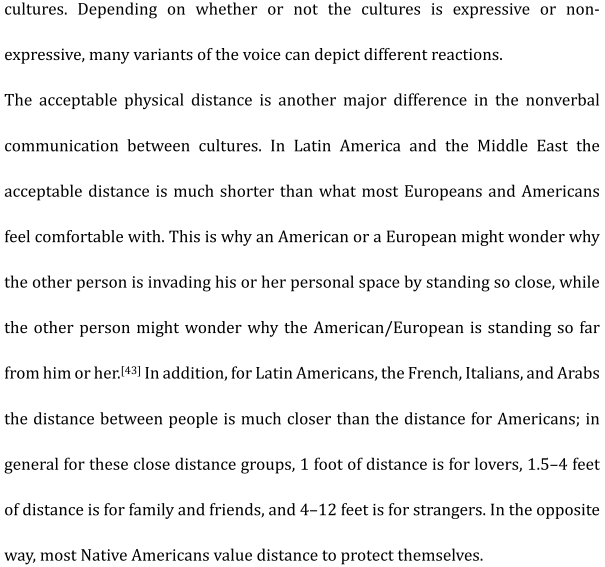 cultures. Depending on whether or not the cultures is expressive or non-
expressive, many variants of the voice can depict different reactions.
The acceptable physical distance is another major difference in the nonverbal
communication between cultures. In Latin America and the Middle East the
acceptable distance is much shorter than what most Europeans and Americans
feel comfortable with. This is why an American or a European might wonder why
the other person is invading his or her personal space by standing so close, while
the other person might wonder why the American/European is standing so far
from him or her.[43] In addition, for Latin Americans, the French, Italians, and Arabs
the distance between people is much closer than the distance for Americans; in
general for these close distance groups, 1 foot of distance is for lovers, 1.5–4 feet
of distance is for family and friends, and 4–12 feet is for strangers. In the opposite
way, most Native Americans value distance to protect themselves.